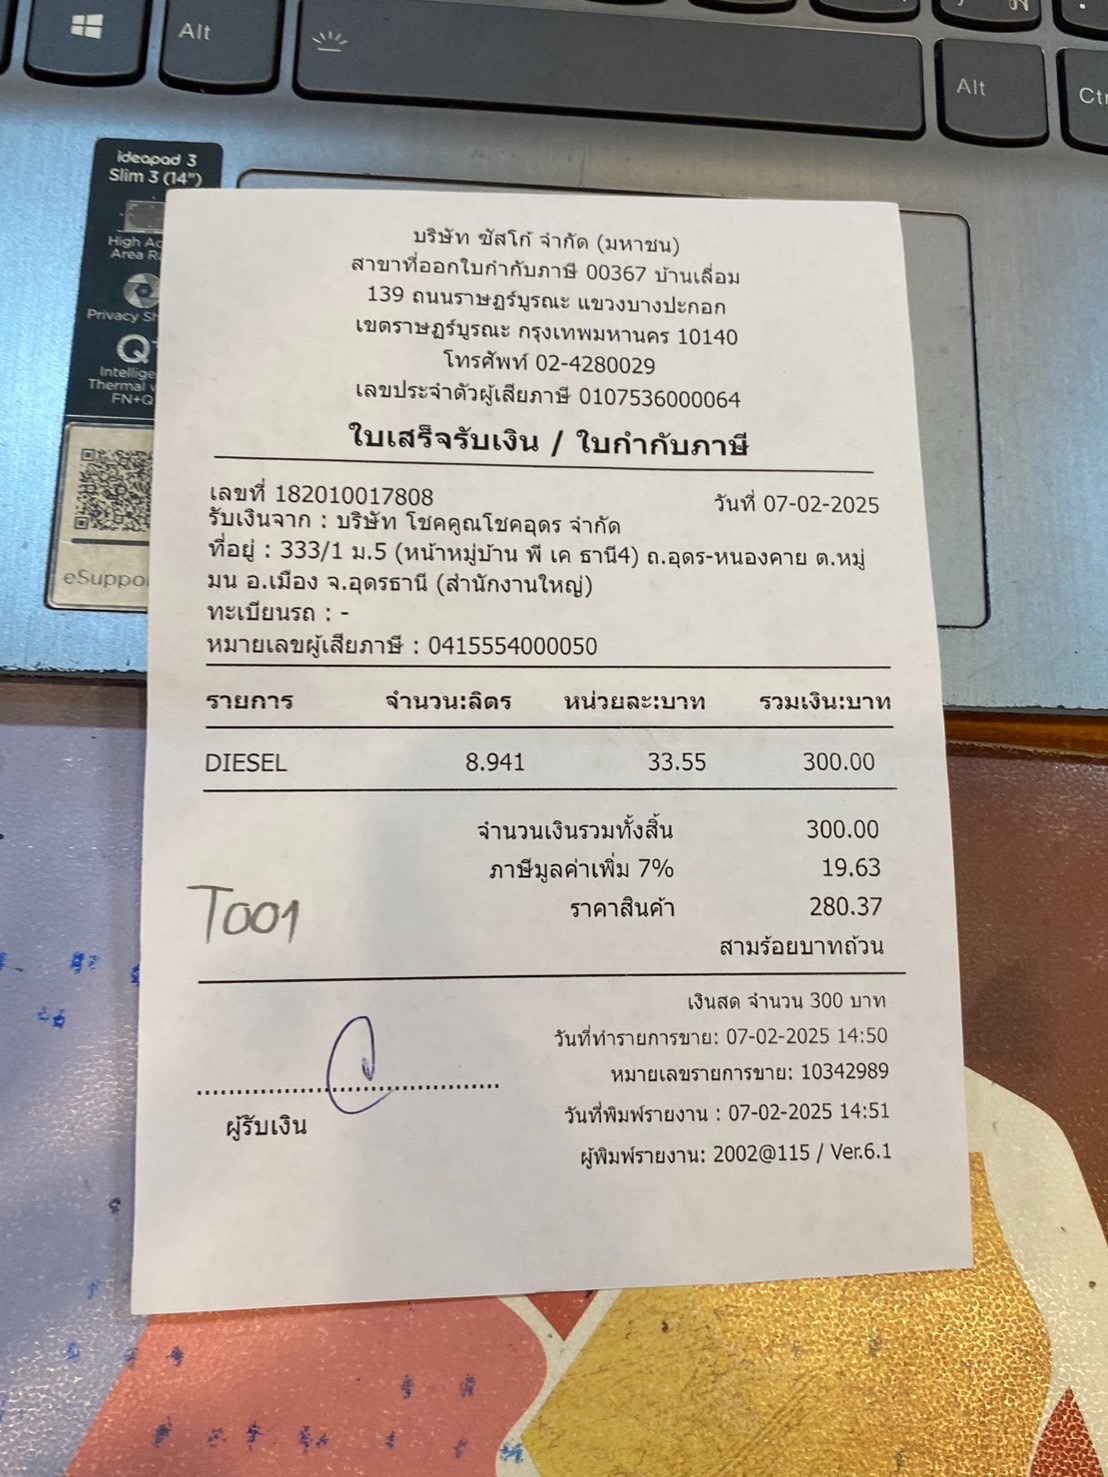 Alt
Alt
Ctr
ideapad 3
Slim 3 (14")
High Ac
Area R
Privacy Sh
Q
Intellige
Thermal
FN+Q
eSuppo
บริษัท ซัสโก้ จำกัด (มหาชน)
สาขาที่ออกใบกำกับภาษี 00367 บ้านเลื่อม
139 ถนนราษฎร์บูรณะ แขวงบางปะกอก
เขตราษฎร์บูรณะ กรุงเทพมหานคร 10140
โทรศัพท์ 02-4280029
เลขประจำตัวผู้เสียภาษี 0107536000064
ใบเสร็จรับเงิน / ใบกำกับภาษี
เลขที่ 182010017808 วันที่ 07-02-2025
รับเงินจาก : บริษัท โชคคูณโชคอุดร จำกัด
ที่อยู่ : 333/1 ม.5 (หน้าหมู่บ้าน พี เค ธานี4) ถ.อุดร-หนองคาย ต.หมู่
มน อ.เมือง จ.อุดรธานี (สำนักงานใหญ่)
ทะเบียนรถ : -
หมายเลขผู้เสียภาษี : 0415554000050
รายการ จำนวน:ลิตร หน่วยละ:บาท รวมเงิน:บาท
DIESEL 8.941 33.55 300.00
จำนวนเงินรวมทั้งสิ้น 300.00
ภาษีมูลค่าเพิ่ม 7% 19.63
ราคาสินค้า 280.37
T001
สามร้อยบาทถ้วน
เงินสด จำนวน 300 บาท
วันที่ทำรายการขาย: 07-02-2025 14:50
หมายเลขรายการขาย: 10342989
วันที่พิมพ์รายงาน : 07-02-2025 14:51
ผู้พิมพ์รายงาน: 2002@115 / Ver.6.1
ผู้รับเงิน